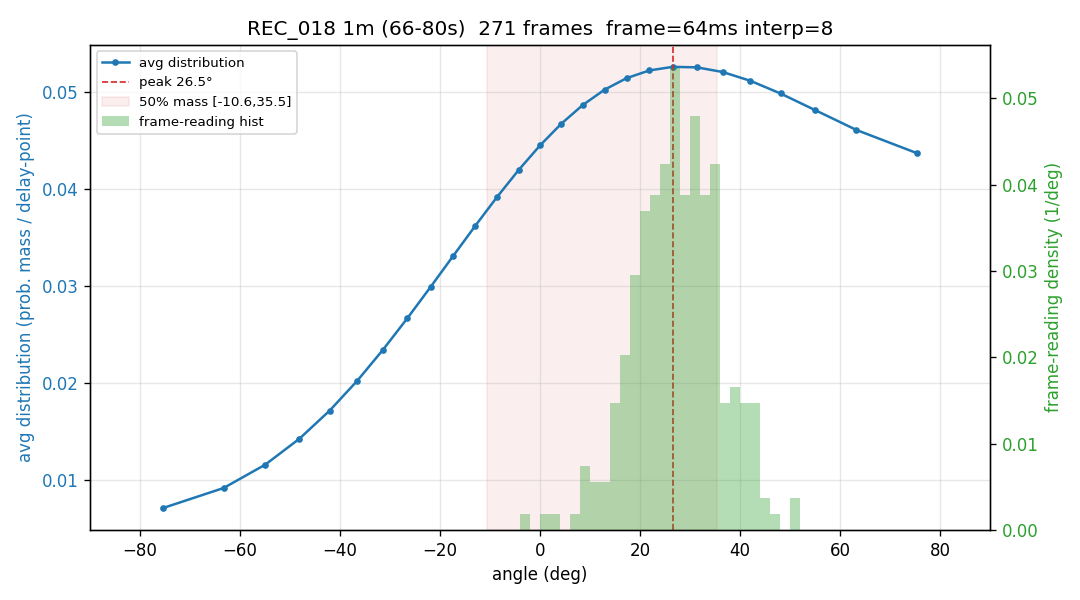 REC_018 1m (66-80s)  271 frames  frame=64ms interp=8
avg distribution
peak 26.5°
50% mass [-10.6,35.5]
frame-reading hist
avg distribution (prob. mass / delay-point)
0.05
0.04
0.03
0.02
0.01
0.05
0.04
0.03
0.02
0.01
0.00
frame-reading density (1/deg)
−80
−60
−40
−20
0
20
40
60
80
angle (deg)